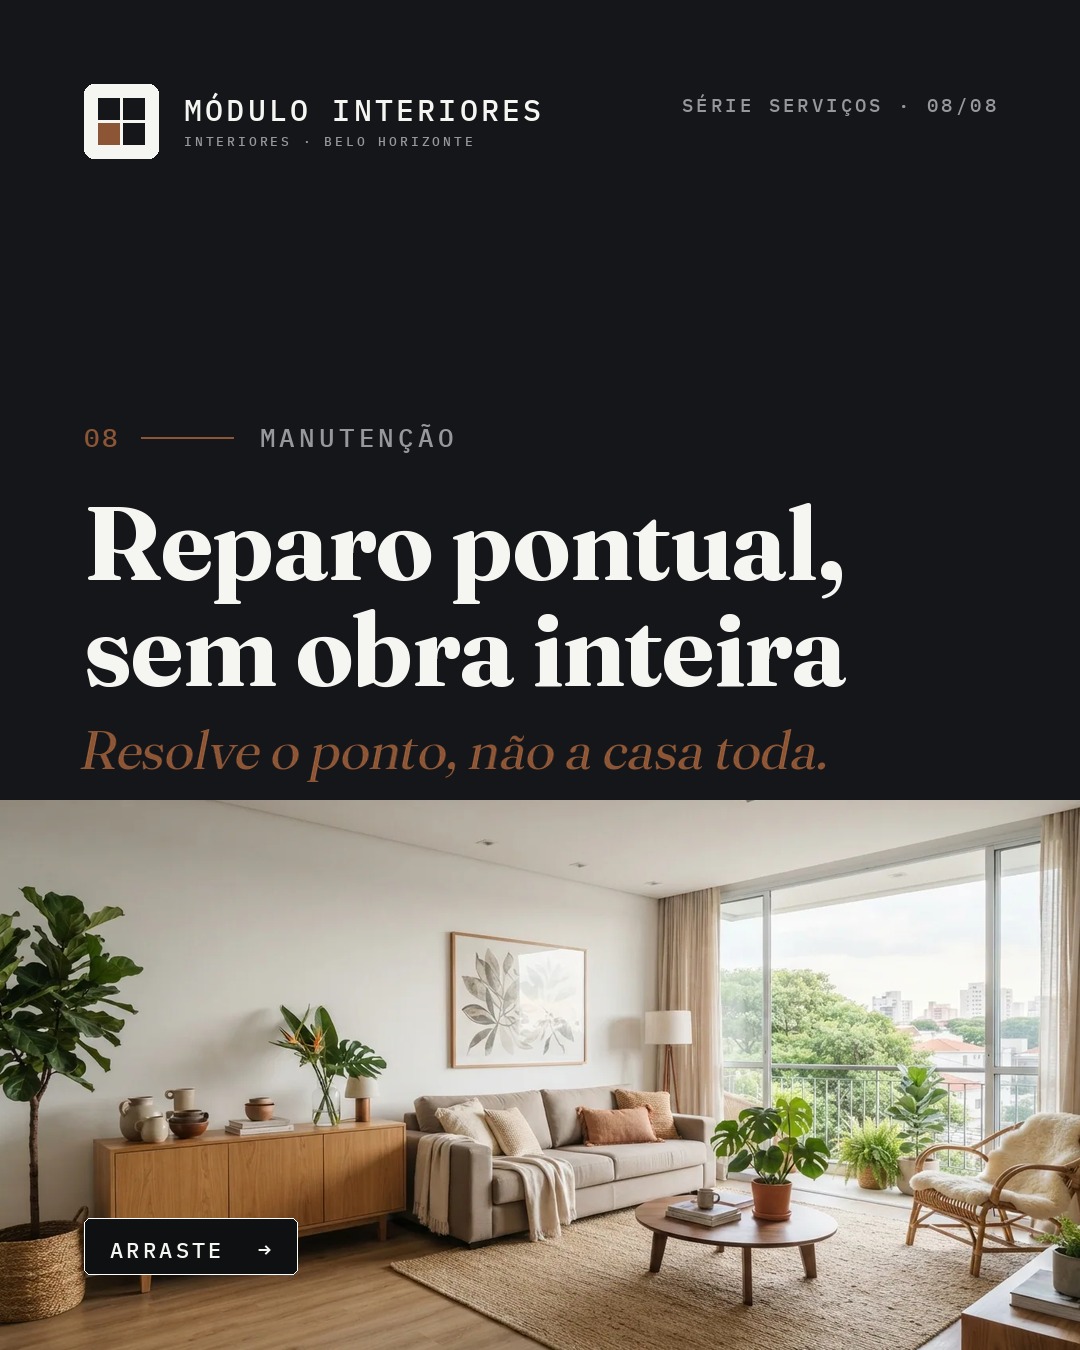 MÓDULO INTERIORES
INTERIORES · BELO HORIZONTE
SÉRIE SERVIÇOS · 08/08
08 MANUTENÇÃO
Reparo pontual,
sem obra inteira
Resolve o ponto, não a casa toda.
ARRASTE →